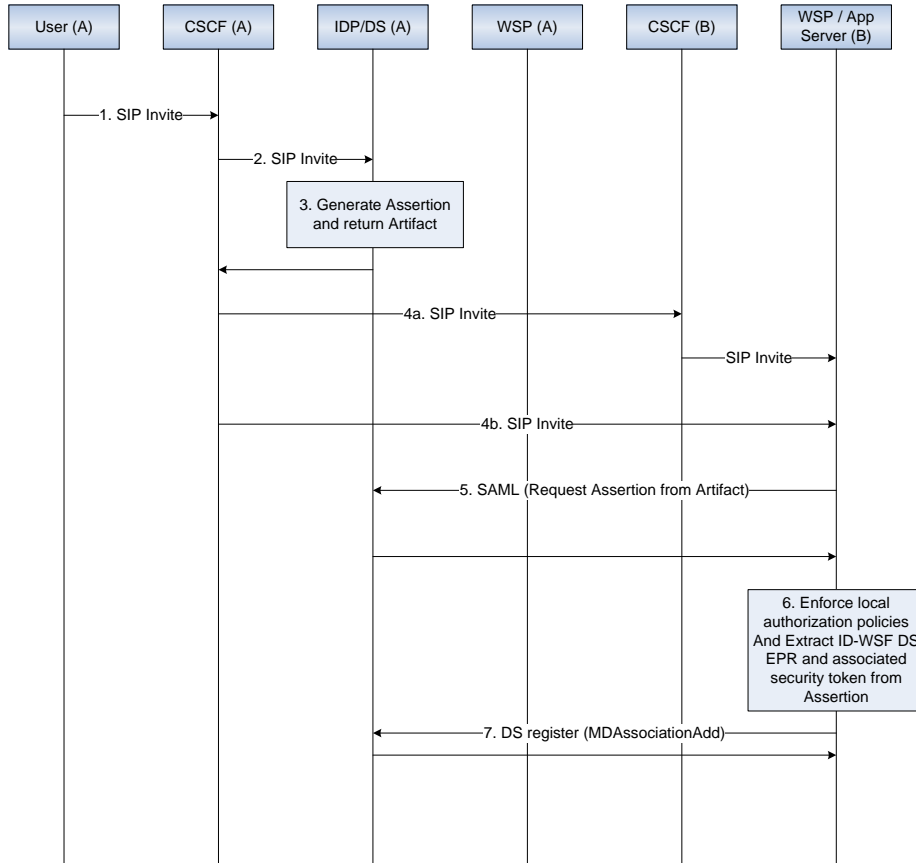 User (A)
CSCF (A)
IDP/DS (A)
WSP (A)
CSCF (B)
WSP / App
Server (B)
1. SIP Invite
2. SIP Invite
3. Generate Assertion
and return Artifact
4a. SIP Invite
SIP Invite
4b. SIP Invite
5. SAML (Request Assertion from Artifact)
6. Enforce local
authorization policies
And Extract ID-WSF DS
EPR and associated
security token from
Assertion
7. DS register (MDAssociationAdd)